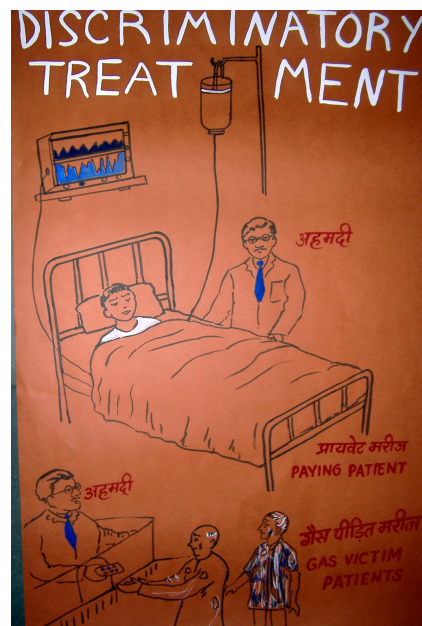 DISCRIMINATORY
TREATMENT
अहमदी
प्रायवेट मरीज
PAYING PATIENT
अहमदी
गैस पीड़ित मरीज
GAS VICTIM
PATIENTS